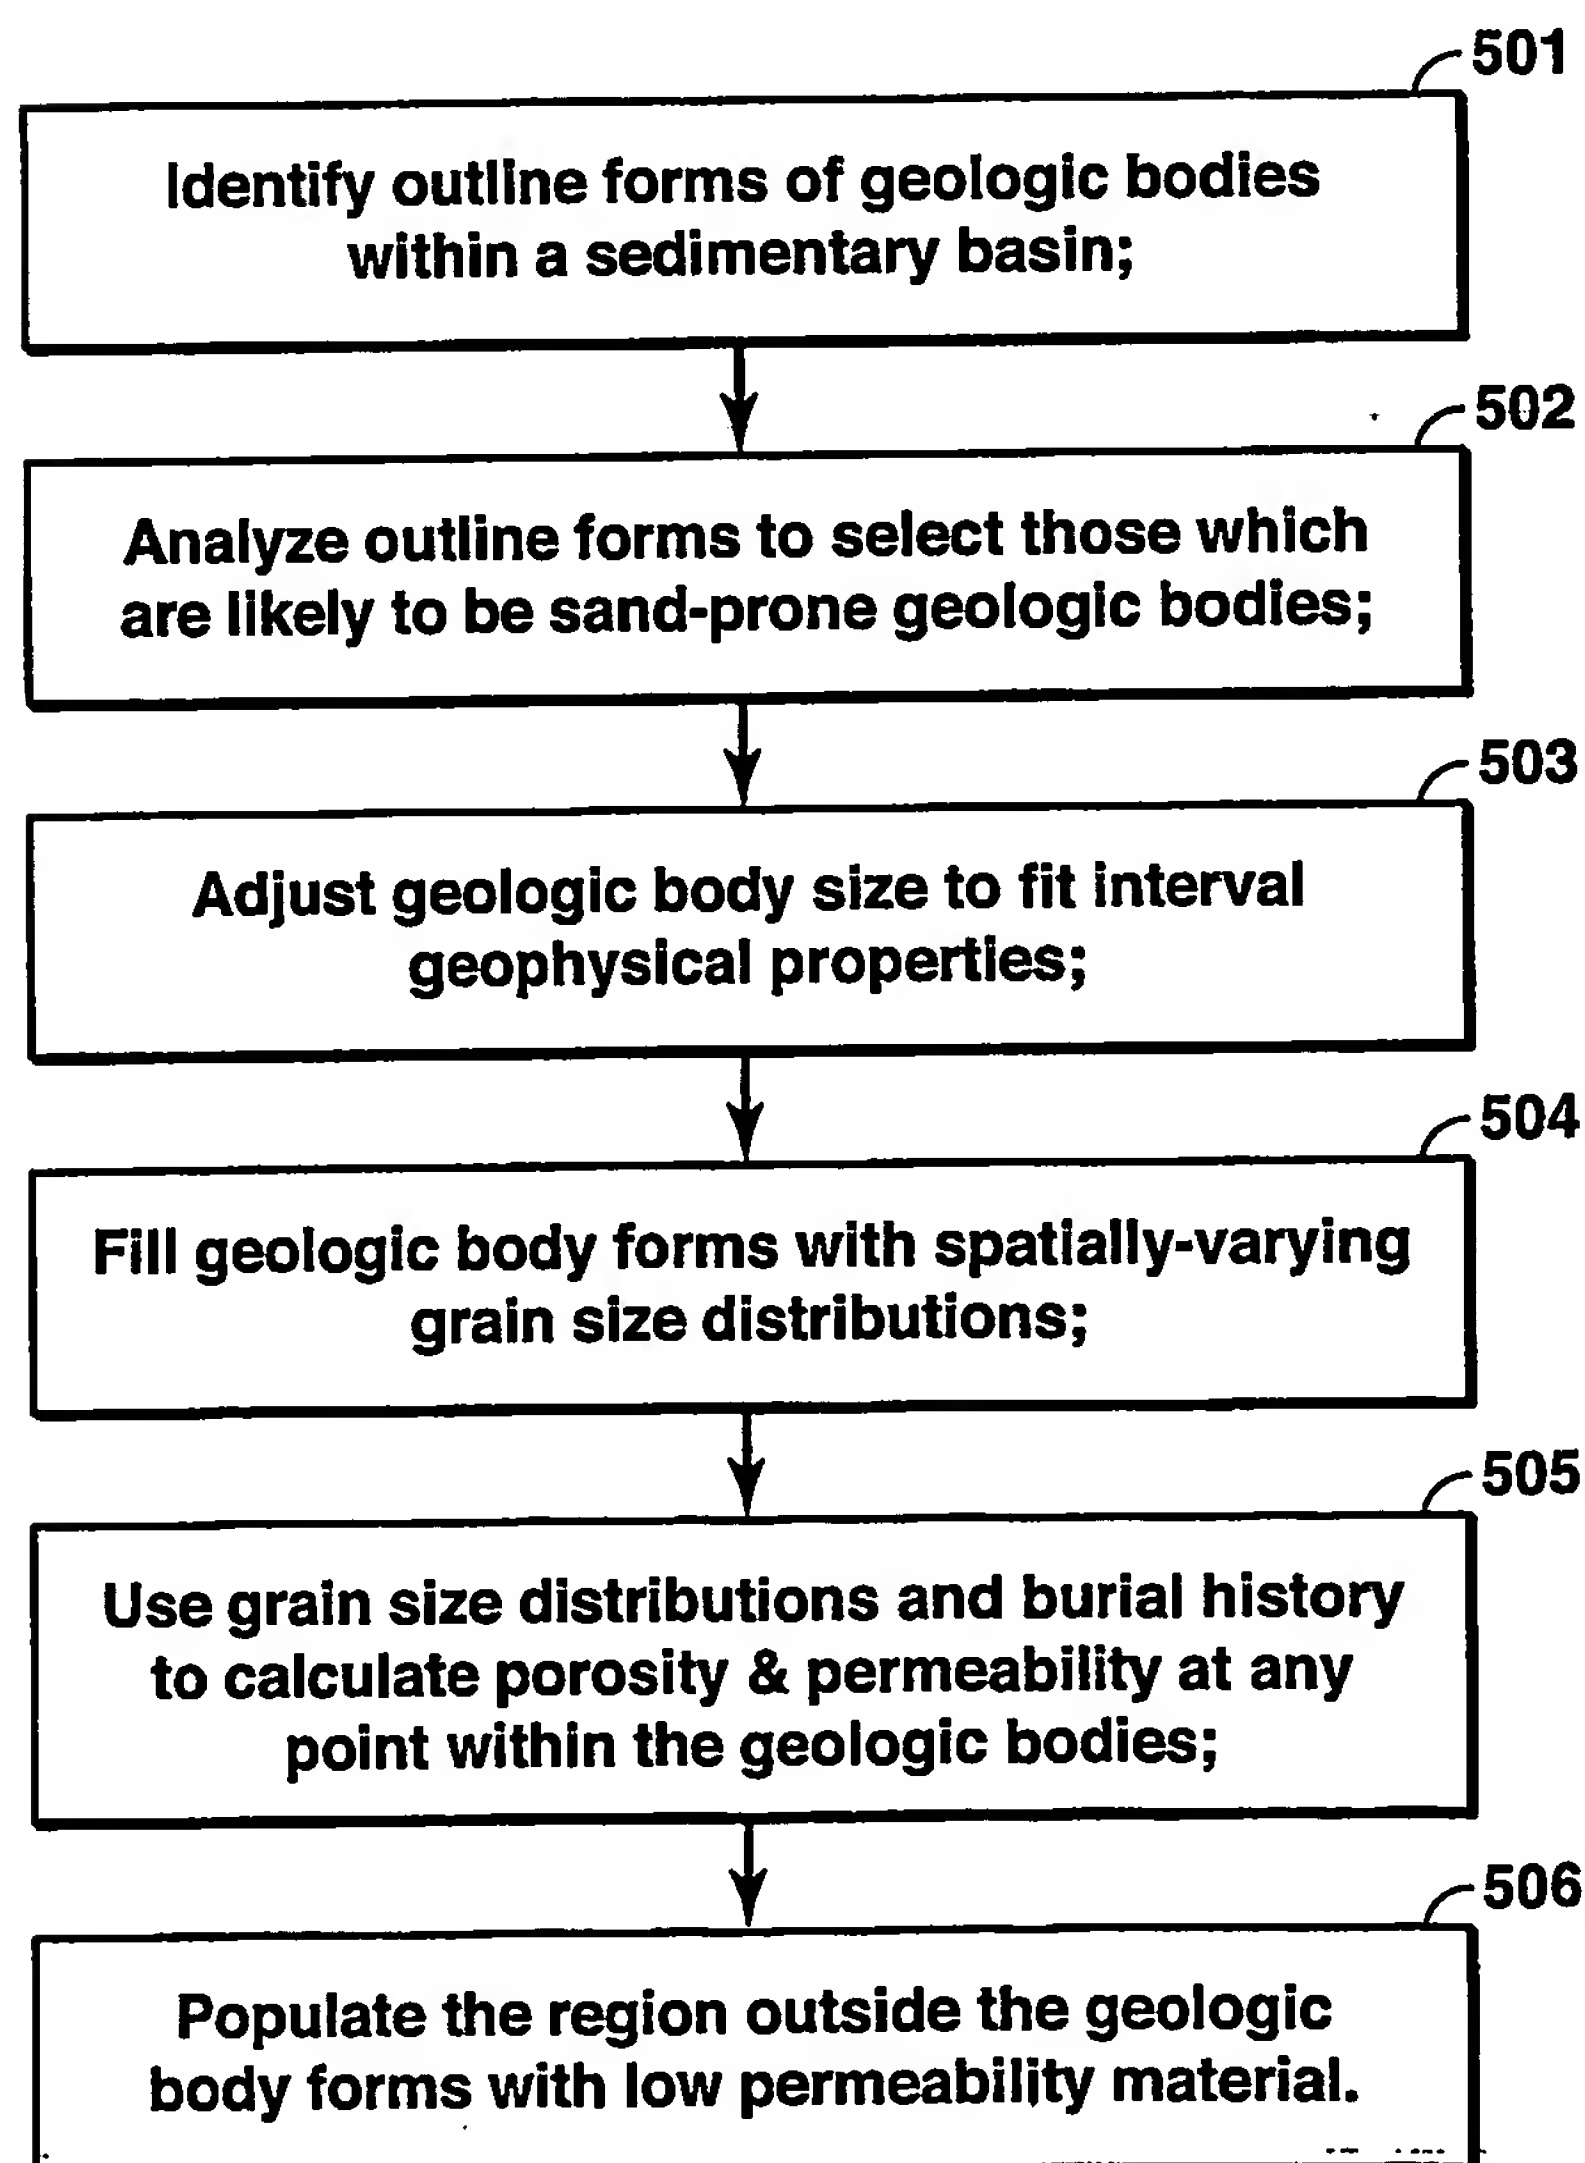 501
Identify outline forms of geologic bodies
within a sedimentary basin;
502
Analyze outline forms to select those which
are likely to be sand-prone geologic bodies;
503
Adjust geologic body size to fit interval
geophysical properties;
504
Fill geologic body forms with spatially-varying
grain size distributions;
505
Use grain size distributions and burial history
to calculate porosity & permeability at any
point within the geologic bodies;
506
Populate the region outside the geologic
body forms with low permeability material.